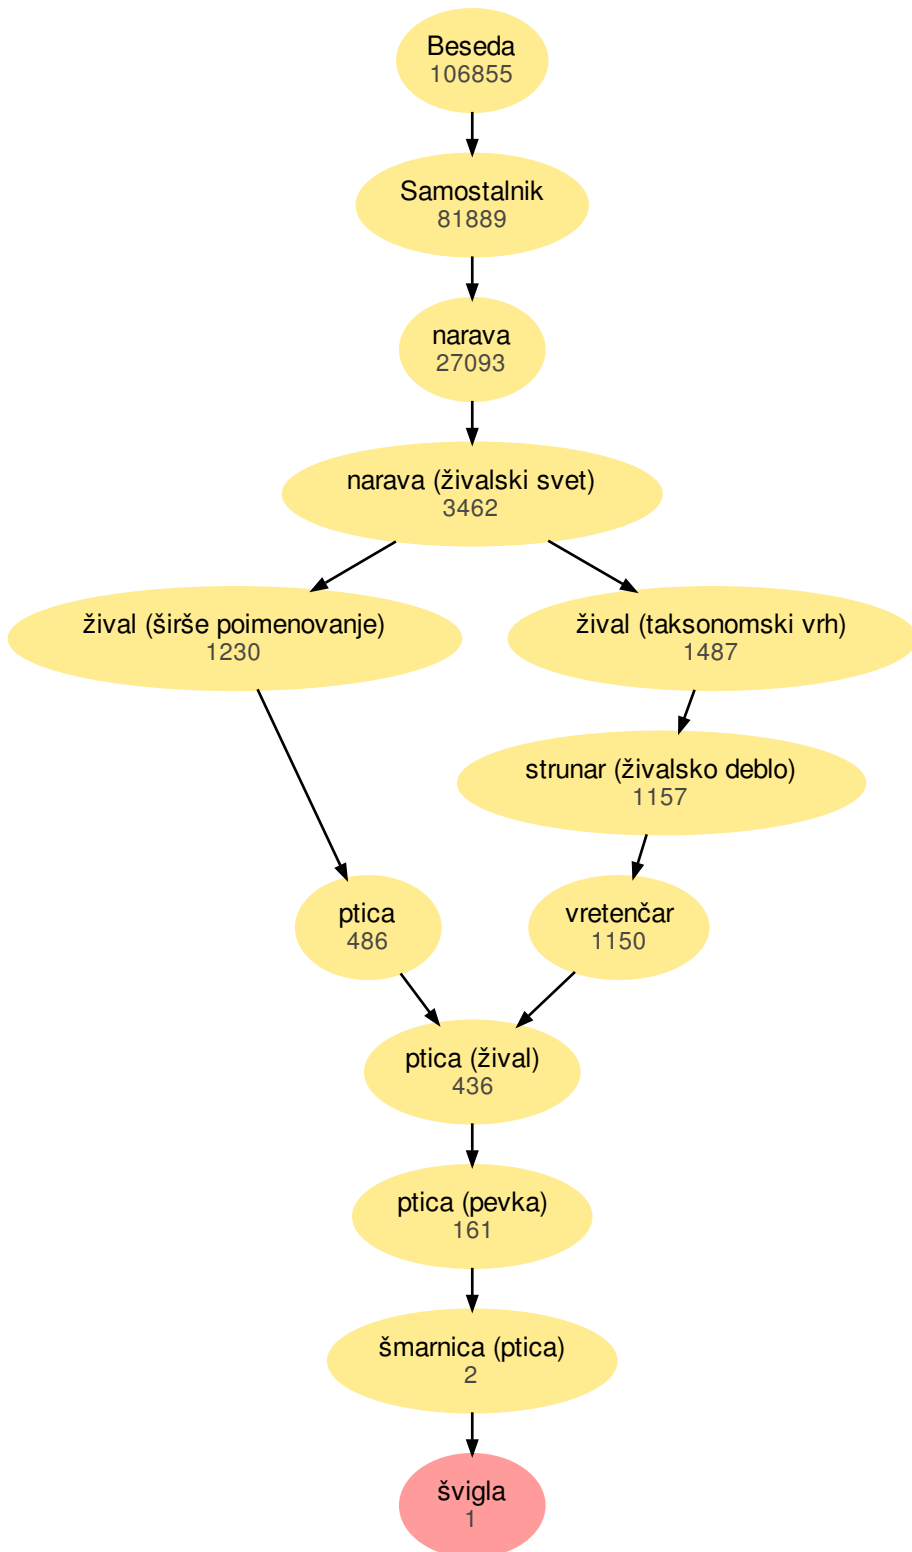 Beseda
106855
Samostalnik
81889
narava
27093
narava (živalski svet)
3462
žival (širše poimenovanje)
1230
žival (taksonomski vrh)
1487
strunar (živalsko deblo)
1157
ptica
486
vretenčar
1150
ptica (žival)
436
ptica (pevka)
161
šmarnica (ptica)
2
švigla
1